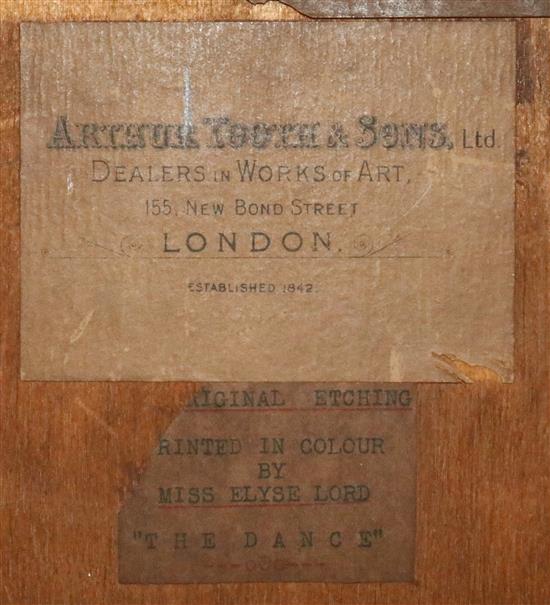 ARTHUR TOOTH & SONS, Ltd
DEALERS IN WORKS OF ART,
155, NEW BOND STREET
LONDON.
ESTABLISHED 1842.
RIGINAL ETCHING
RINTED IN COLOUR
BY
MISS ELYSE LORD
"THE DANCE"
---oOo---